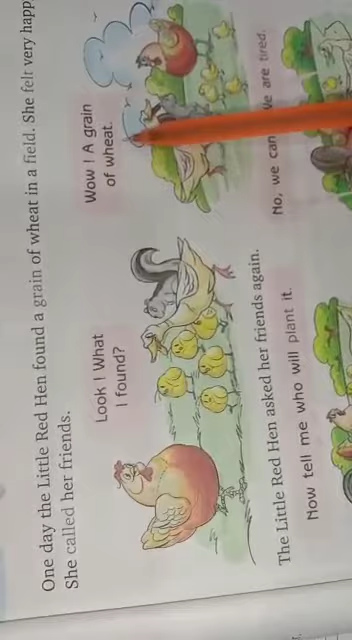 One day the Little Red Hen found a grain of wheat in a field. She felt very
She called her friends.
Look ! What
I found?
Wow ! A grain
of wheat.
The Little Red Hen asked her friends again.
Now tell me who will plant it.
No, we can are tired.